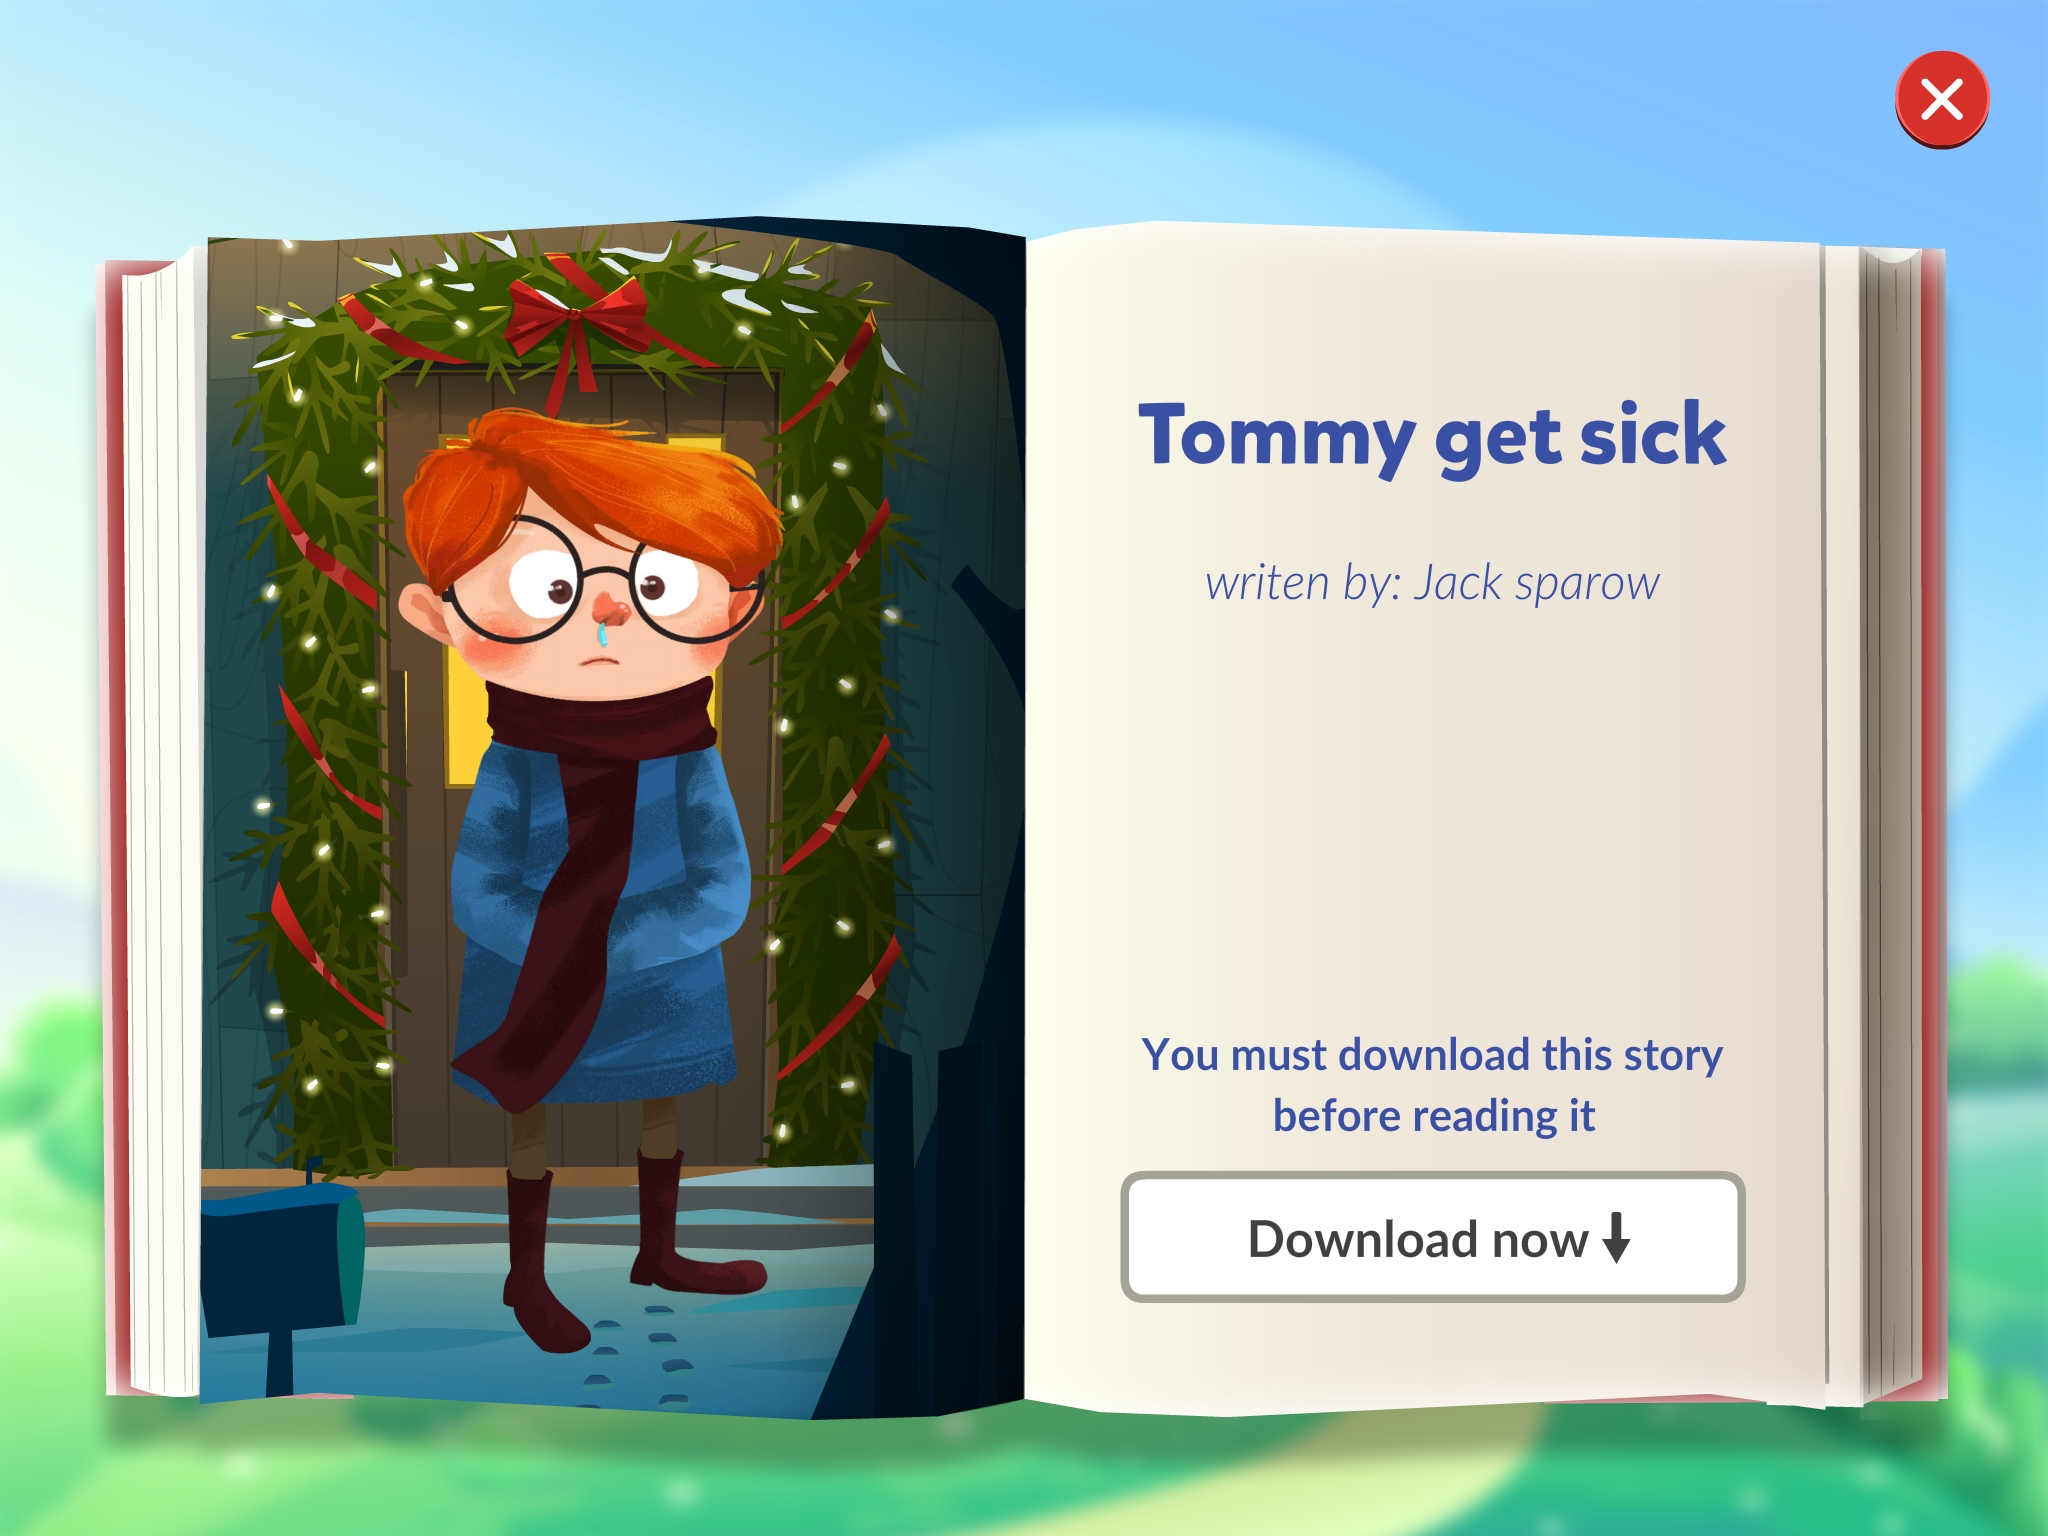 Tommy get sick
writen by: Jack sparow
You must download this story
before reading it
Download now